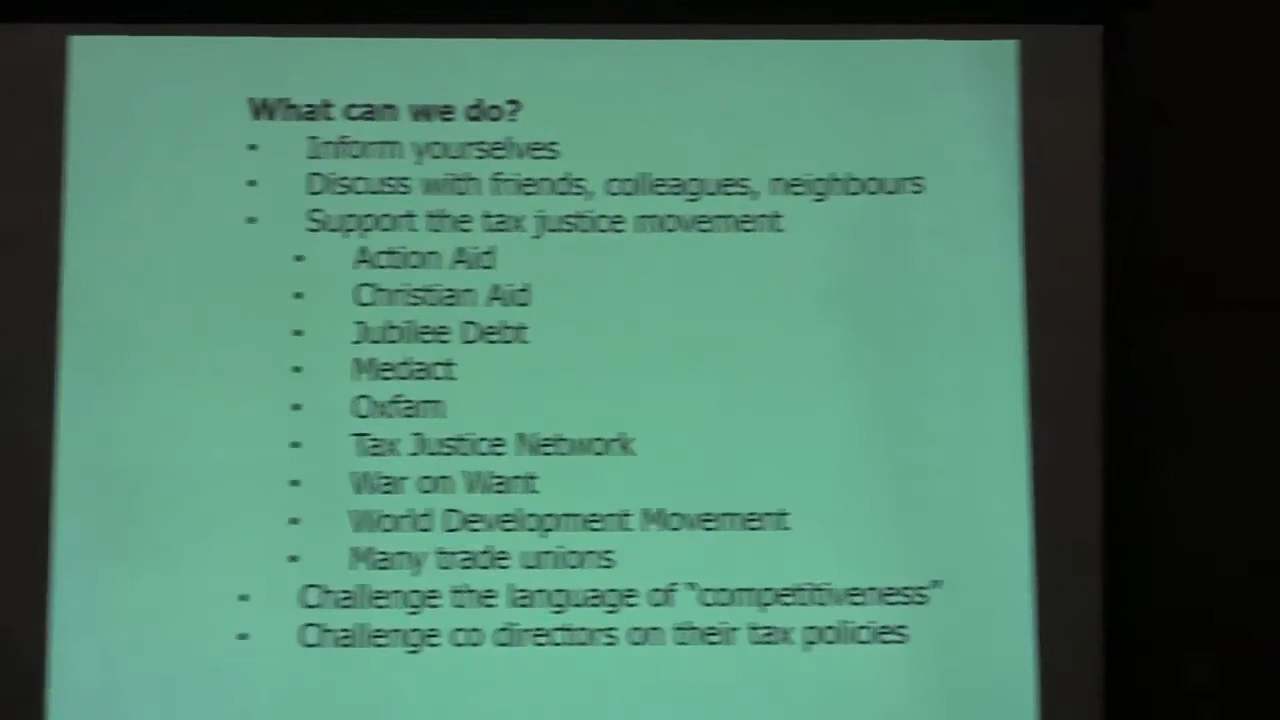 What can we do?
- Inform yourselves
- Discuss with friends, colleagues, neighbours
- Support the tax justice movement
- Action Aid
- Christian Aid
- Jubilee Debt
- Medact
- Oxfam
- Tax Justice Network
- War on Want
- World Development Movement
- Many trade unions
- Challenge the language of “competitiveness”
- Challenge co directors on their tax policies